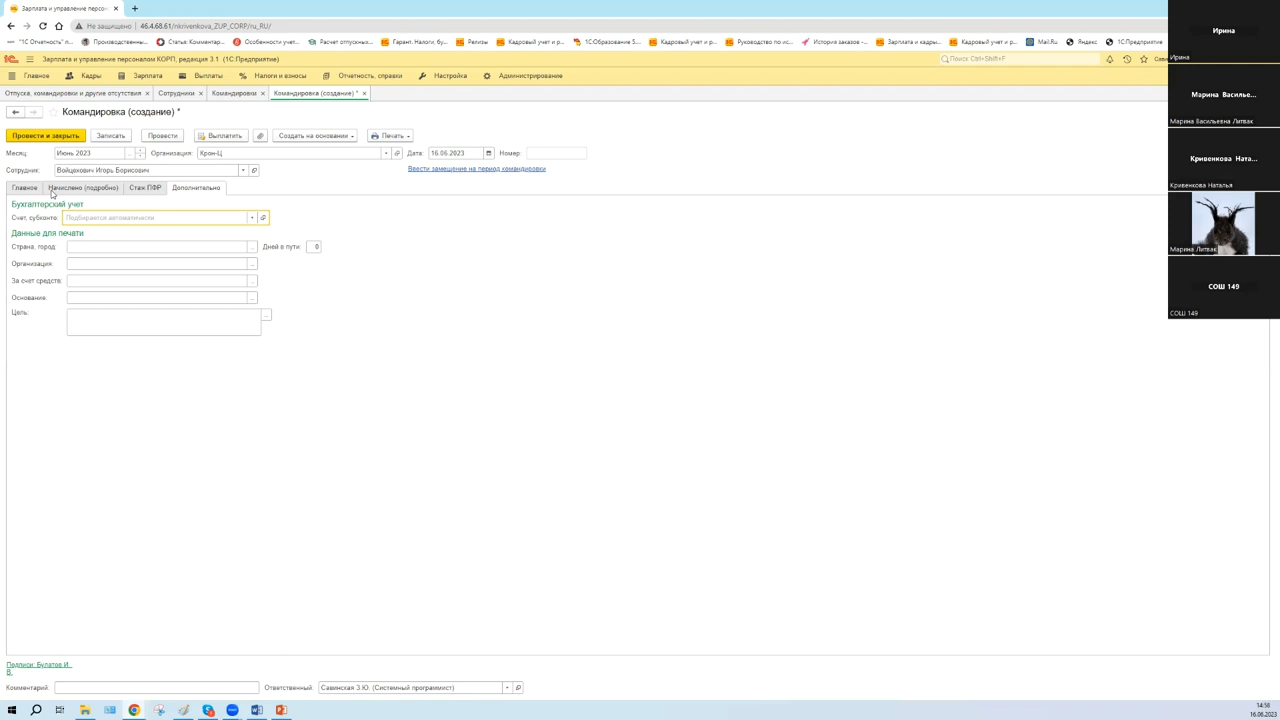 Зарплата и управление персон
Не защищено 46.4.68.61/nkrivenkova_ZUP_CORP/ru_RU/
"1С Отчетность" п... Производственны... Статья: Комментар... Особенности учет... Расчет отпускных... Гарант. Налоги, бу... Релизы Кадровый учет и р... 1С:Образование 5.... Кадровый учет и р... Руководство по ис... История заказов –... Зарплата и кадры... Кадровый учет и р... Mail.Ru Яндекс 1С:Предприятие
Зарплата и управление персоналом КОРП, редакция 3.1 (1С:Предприятие) Поиск Ctrl+Shift+F Сави
Главное Кадры Зарплата Выплаты Налоги и взносы Отчетность, справки Настройка Администрирование
Отпуска, командировки и другие отсутствия × Сотрудники × Командировки × Командировка (создание) * ×
Командировка (создание) *
Провести и закрыть Записать Провести Выплатить Создать на основании Печать
Месяц: Июнь 2023 Организация: Крон-Ц Дата: 16.06.2023 Номер:
Сотрудник: Войцехович Игорь Борисович Ввести замещение на период командировки
Главное Начислено (подробно) Стаж ПФР Дополнительно
Бухгалтерский учет
Счет, субконто: Подбирается автоматически
Данные для печати
Страна, город: Дней в пути: 0
Организация:
За счет средств:
Основание:
Цель:
Подписи: Булатов И.
В.
Комментарий: Ответственный: Савинская З.Ю. (Системный программист)
14:58
16.06.2023
Ирина
Ирина
Марина Василье...
Марина Васильевна Литвак
Кривенкова Ната...
Кривенкова Наталья
Марина Литвак
СОШ 149
СОШ 149